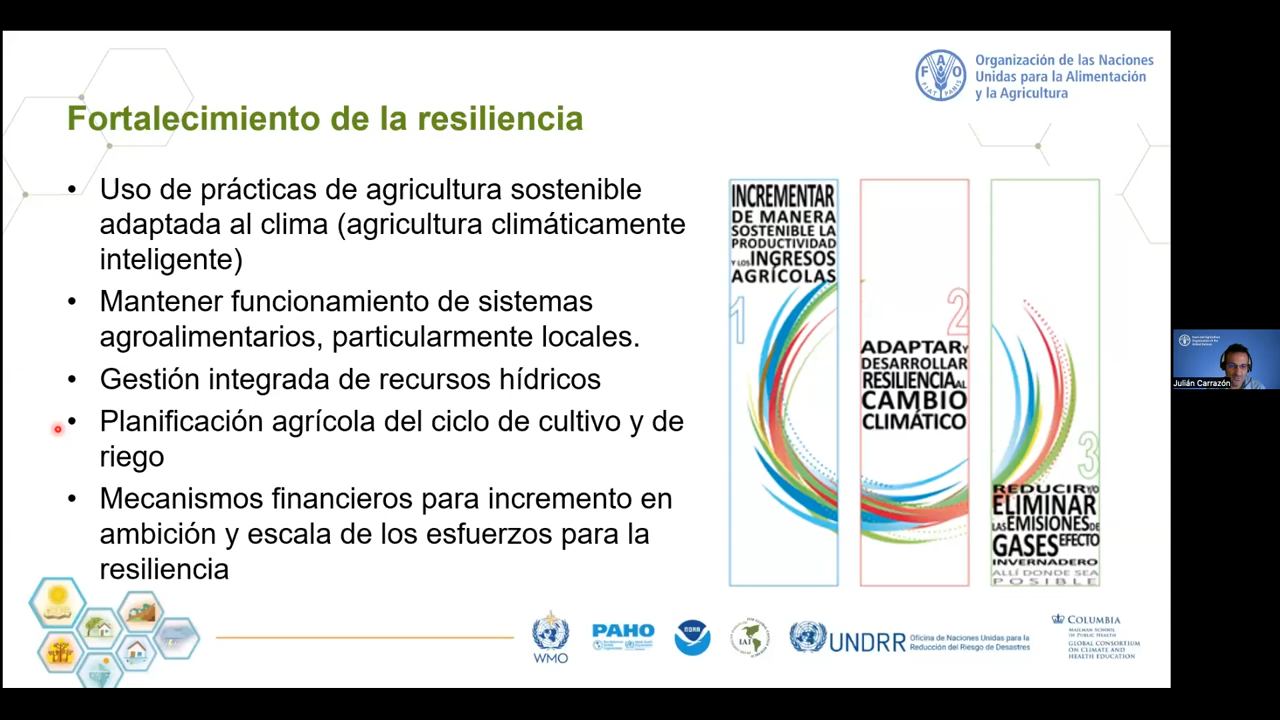 Organización de las Naciones
Unidas para la Alimentación
y la Agricultura
FAO
FIAT PANIS
Fortalecimiento de la resiliencia
• Uso de prácticas de agricultura sostenible
adaptada al clima (agricultura climáticamente
inteligente)
• Mantener funcionamiento de sistemas
agroalimentarios, particularmente locales.
• Gestión integrada de recursos hídricos
• Planificación agrícola del ciclo de cultivo y de
riego
• Mecanismos financieros para incremento en
ambición y escala de los esfuerzos para la
resiliencia
INCREMENTAR
DE MANERA
SOSTENIBLE LA
PRODUCTIVIDAD
Y LOS INGRESOS
AGRÍCOLAS
1
2
ADAPTAR Y
DESARROLLAR
RESILIENCIA AL
CAMBIO
CLIMÁTICO
3
REDUCIR Y/O
ELIMINAR
LAS EMISIONES DE
GASES EFECTO
INVERNADERO
ALLÍ DONDE SEA
POSIBLE
Julián Carrazón
WMO
PAHO
NOAA
IAI
UNDRR
Oficina de Naciones Unidas para la
Reducción del Riesgo de Desastres
COLUMBIA
MAILMAN SCHOOL
OF PUBLIC HEALTH
GLOBAL CONSORTIUM
ON CLIMATE AND
HEALTH EDUCATION